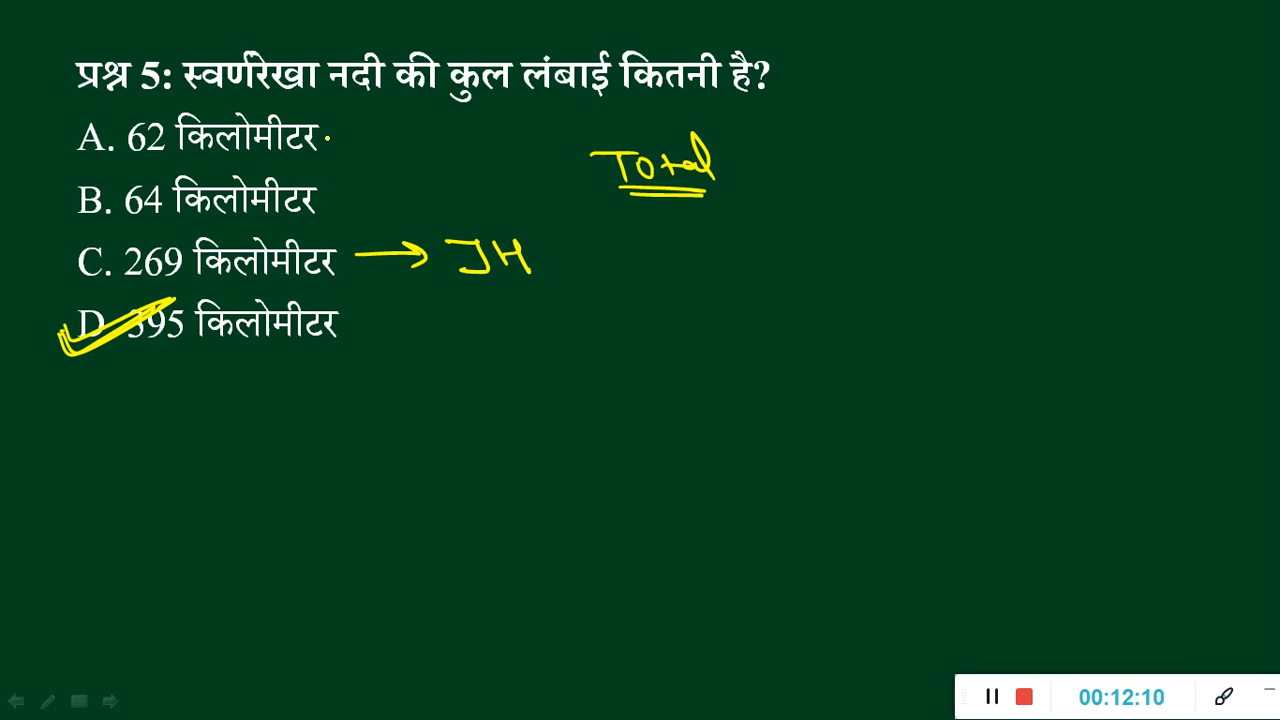 प्रश्न 5: स्वर्णरेखा नदी की कुल लंबाई कितनी है?
A. 62 किलोमीटर
Total
B. 64 किलोमीटर
C. 269 किलोमीटर → JH
D. 395 किलोमीटर
00:12:10